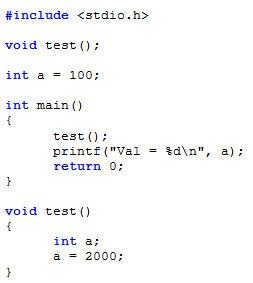 #include <stdio.h>
void test();
int a = 100;
int main()
{
test();
printf("Val = %d\n", a);
return 0;
}
void test()
{
int a;
a = 2000;
}